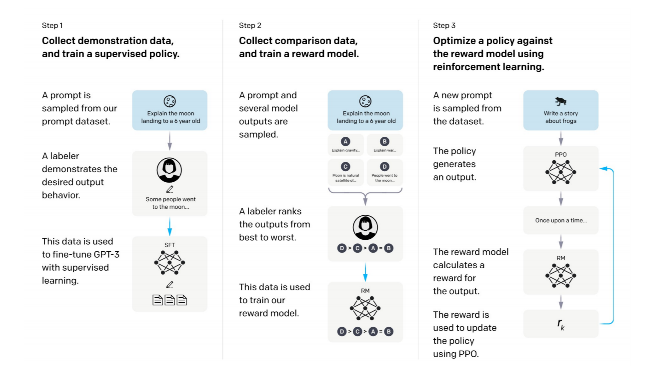 Step 1
Collect demonstration data,
and train a supervised policy.
A prompt is
sampled from our
prompt dataset.
Explain the moon
landing to a 6 year old
A labeler
demonstrates the
desired output
behavior.
Some people went
to the moon...
This data is used
to fine-tune GPT-3
with supervised
learning.
SFT
Step 2
Collect comparison data,
and train a reward model.
A prompt and
several model
outputs are
sampled.
Explain the moon
landing to a 6 year old
A
Explain gravity...
B
Explain war...
C
Moon is natural
satellite of...
D
People went to
the moon...
A labeler ranks
the outputs from
best to worst.
D > C > A = B
This data is used
to train our
reward model.
RM
D > C > A = B
Step 3
Optimize a policy against
the reward model using
reinforcement learning.
A new prompt
is sampled from
the dataset.
Write a story
about frogs
The policy
generates
an output.
PPO
Once upon a time...
The reward model
calculates a
reward for
the output.
RM
The reward is
used to update
the policy
using PPO.
r_k